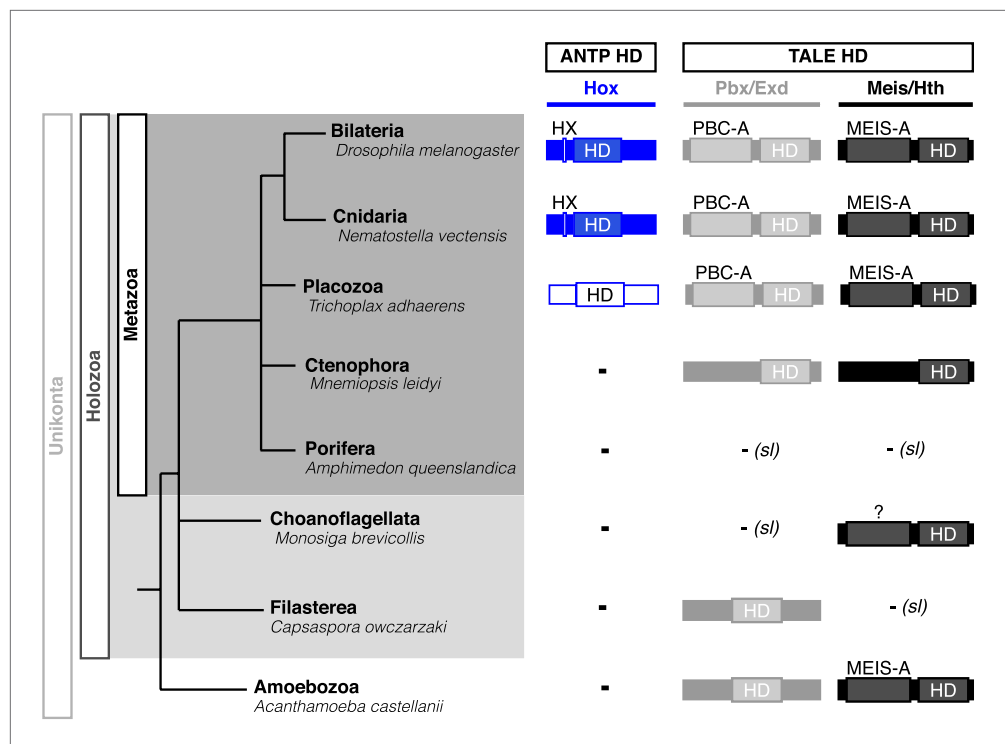 ANTP HD
TALE HD
Hox
Pbx/Exd
Meis/Hth
Unikonta
Holozoa
Metazoa
Bilateria
Drosophila melanogaster
HX
HD
PBC-A
HD
MEIS-A
HD
Cnidaria
Nematostella vectensis
HX
HD
PBC-A
HD
MEIS-A
HD
Placozoa
Trichoplax adhaerens
HD
PBC-A
HD
MEIS-A
HD
Ctenophora
Mnemiopsis leidyi
-
HD
HD
Porifera
Amphimedon queenslandica
-
- (sl)
- (sl)
Choanoflagellata
Monosiga brevicollis
-
- (sl)
?
HD
Filasterea
Capsaspora owczarzaki
-
HD
- (sl)
Amoebozoa
Acanthamoeba castellanii
-
HD
MEIS-A
HD